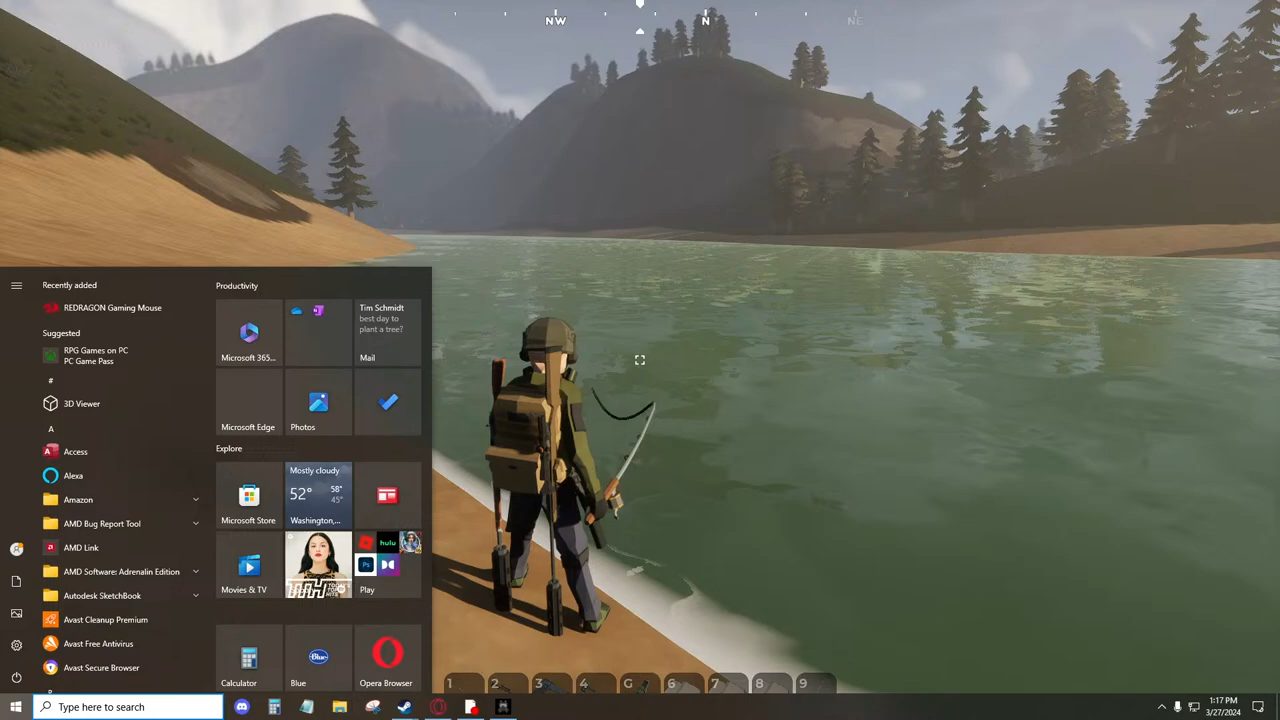 NW
N
NE
Recently added
REDRAGON Gaming Mouse
Suggested
RPG Games on PC
PC Game Pass
#
3D Viewer
A
Access
Alexa
Amazon
AMD Bug Report Tool
AMD Link
AMD Software: Adrenalin Edition
Autodesk SketchBook
Avast Cleanup Premium
Avast Free Antivirus
Avast Secure Browser
Productivity
Microsoft 365...
Tim Schmidt
best day to
plant a tree?
Mail
Microsoft Edge
Photos
Explore
Microsoft Store
Mostly cloudy
52° 58°
45°
Washington,...
Movies & TV
hulu
Ps
Play
Calculator
Blue
Blue
Opera Browser
1 2 3 4 G 6 7 8 9
Type here to search
1:17 PM
3/27/2024